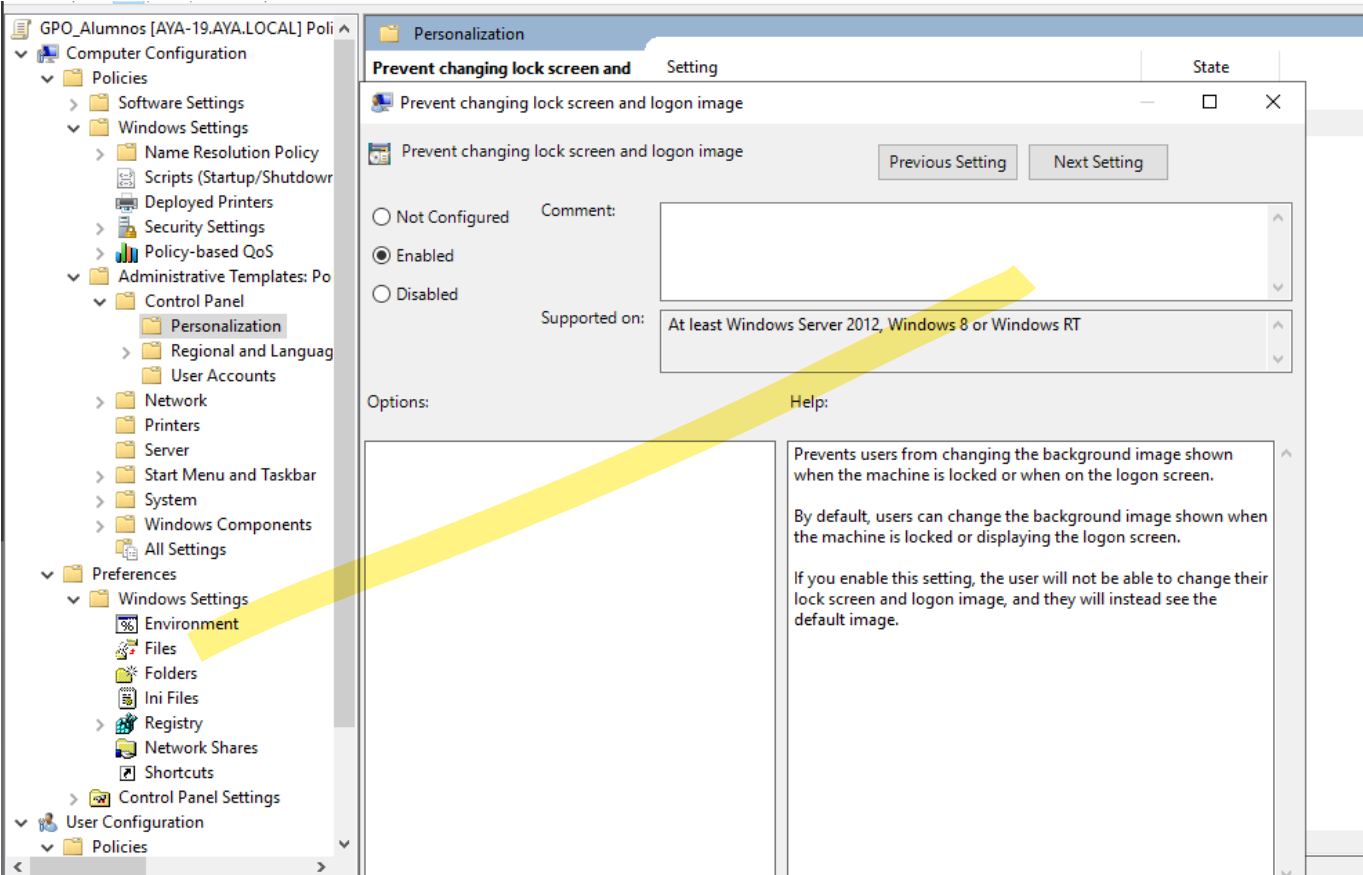 GPO_Alumnos [AYA-19.AYA.LOCAL] Poli
Computer Configuration
Policies
Software Settings
Windows Settings
Name Resolution Policy
Scripts (Startup/Shutdowr
Deployed Printers
Security Settings
Policy-based QoS
Administrative Templates: Po
Control Panel
Personalization
Regional and Languag
User Accounts
Network
Printers
Server
Start Menu and Taskbar
System
Windows Components
All Settings
Preferences
Windows Settings
Environment
Files
Folders
Ini Files
Registry
Network Shares
Shortcuts
Control Panel Settings
User Configuration
Policies
Personalization
Prevent changing lock screen and
Setting
State
Prevent changing lock screen and logon image
Prevent changing lock screen and logon image
Previous Setting
Next Setting
Not Configured
Enabled
Disabled
Comment:
Supported on:
At least Windows Server 2012, Windows 8 or Windows RT
Options:
Help:
Prevents users from changing the background image shown
when the machine is locked or when on the logon screen.
By default, users can change the background image shown when
the machine is locked or displaying the logon screen.
If you enable this setting, the user will not be able to change their
lock screen and logon image, and they will instead see the
default image.